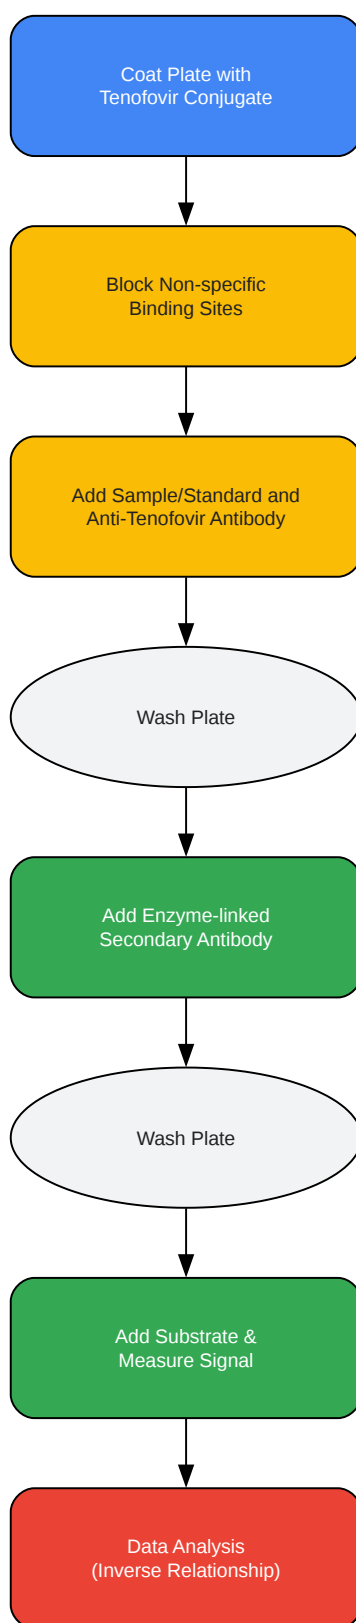 Coat Plate with
Tenofovir Conjugate
Block Non-specific
Binding Sites
Add Sample/Standard and
Anti-Tenofovir Antibody
Wash Plate
Add Enzyme-linked
Secondary Antibody
Wash Plate
Add Substrate &
Measure Signal
Data Analysis
(Inverse Relationship)